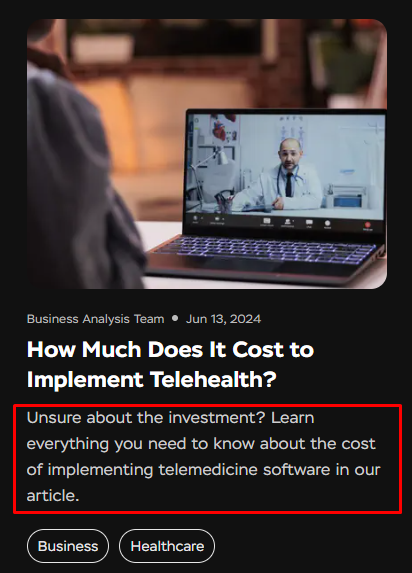 Business Analysis Team • Jun 13, 2024
How Much Does It Cost to
Implement Telehealth?
Unsure about the investment? Learn
everything you need to know about the cost
of implementing telemedicine software in our
article.
Business Healthcare